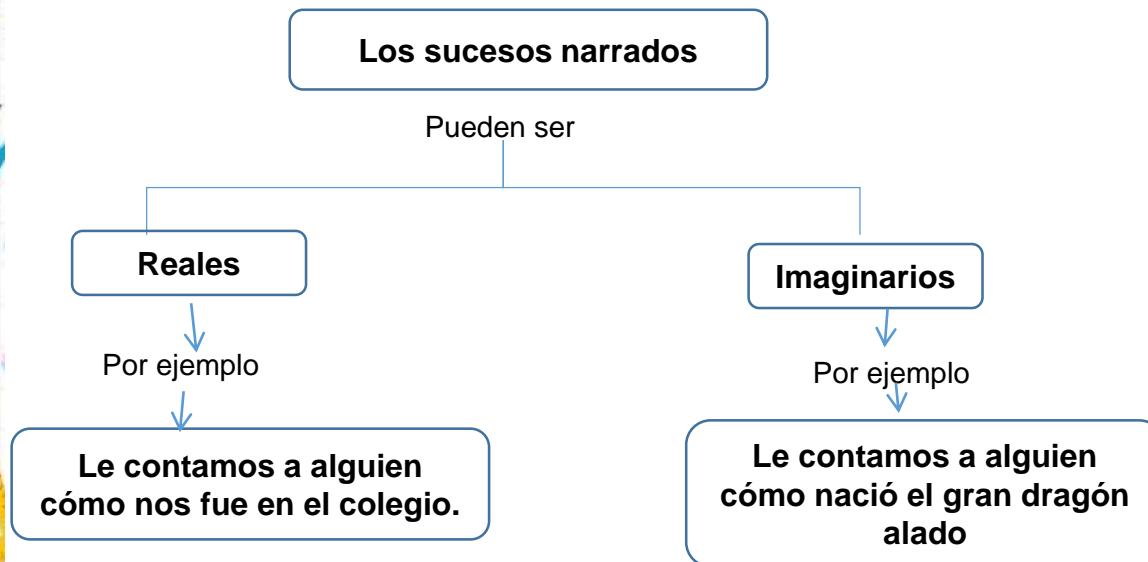 Los sucesos narrados
Pueden ser
Reales
Imaginarios
Por ejemplo
Por ejemplo
Le contamos a alguien
cómo nos fue en el colegio.
Le contamos a alguien
cómo nació el gran dragón
alado